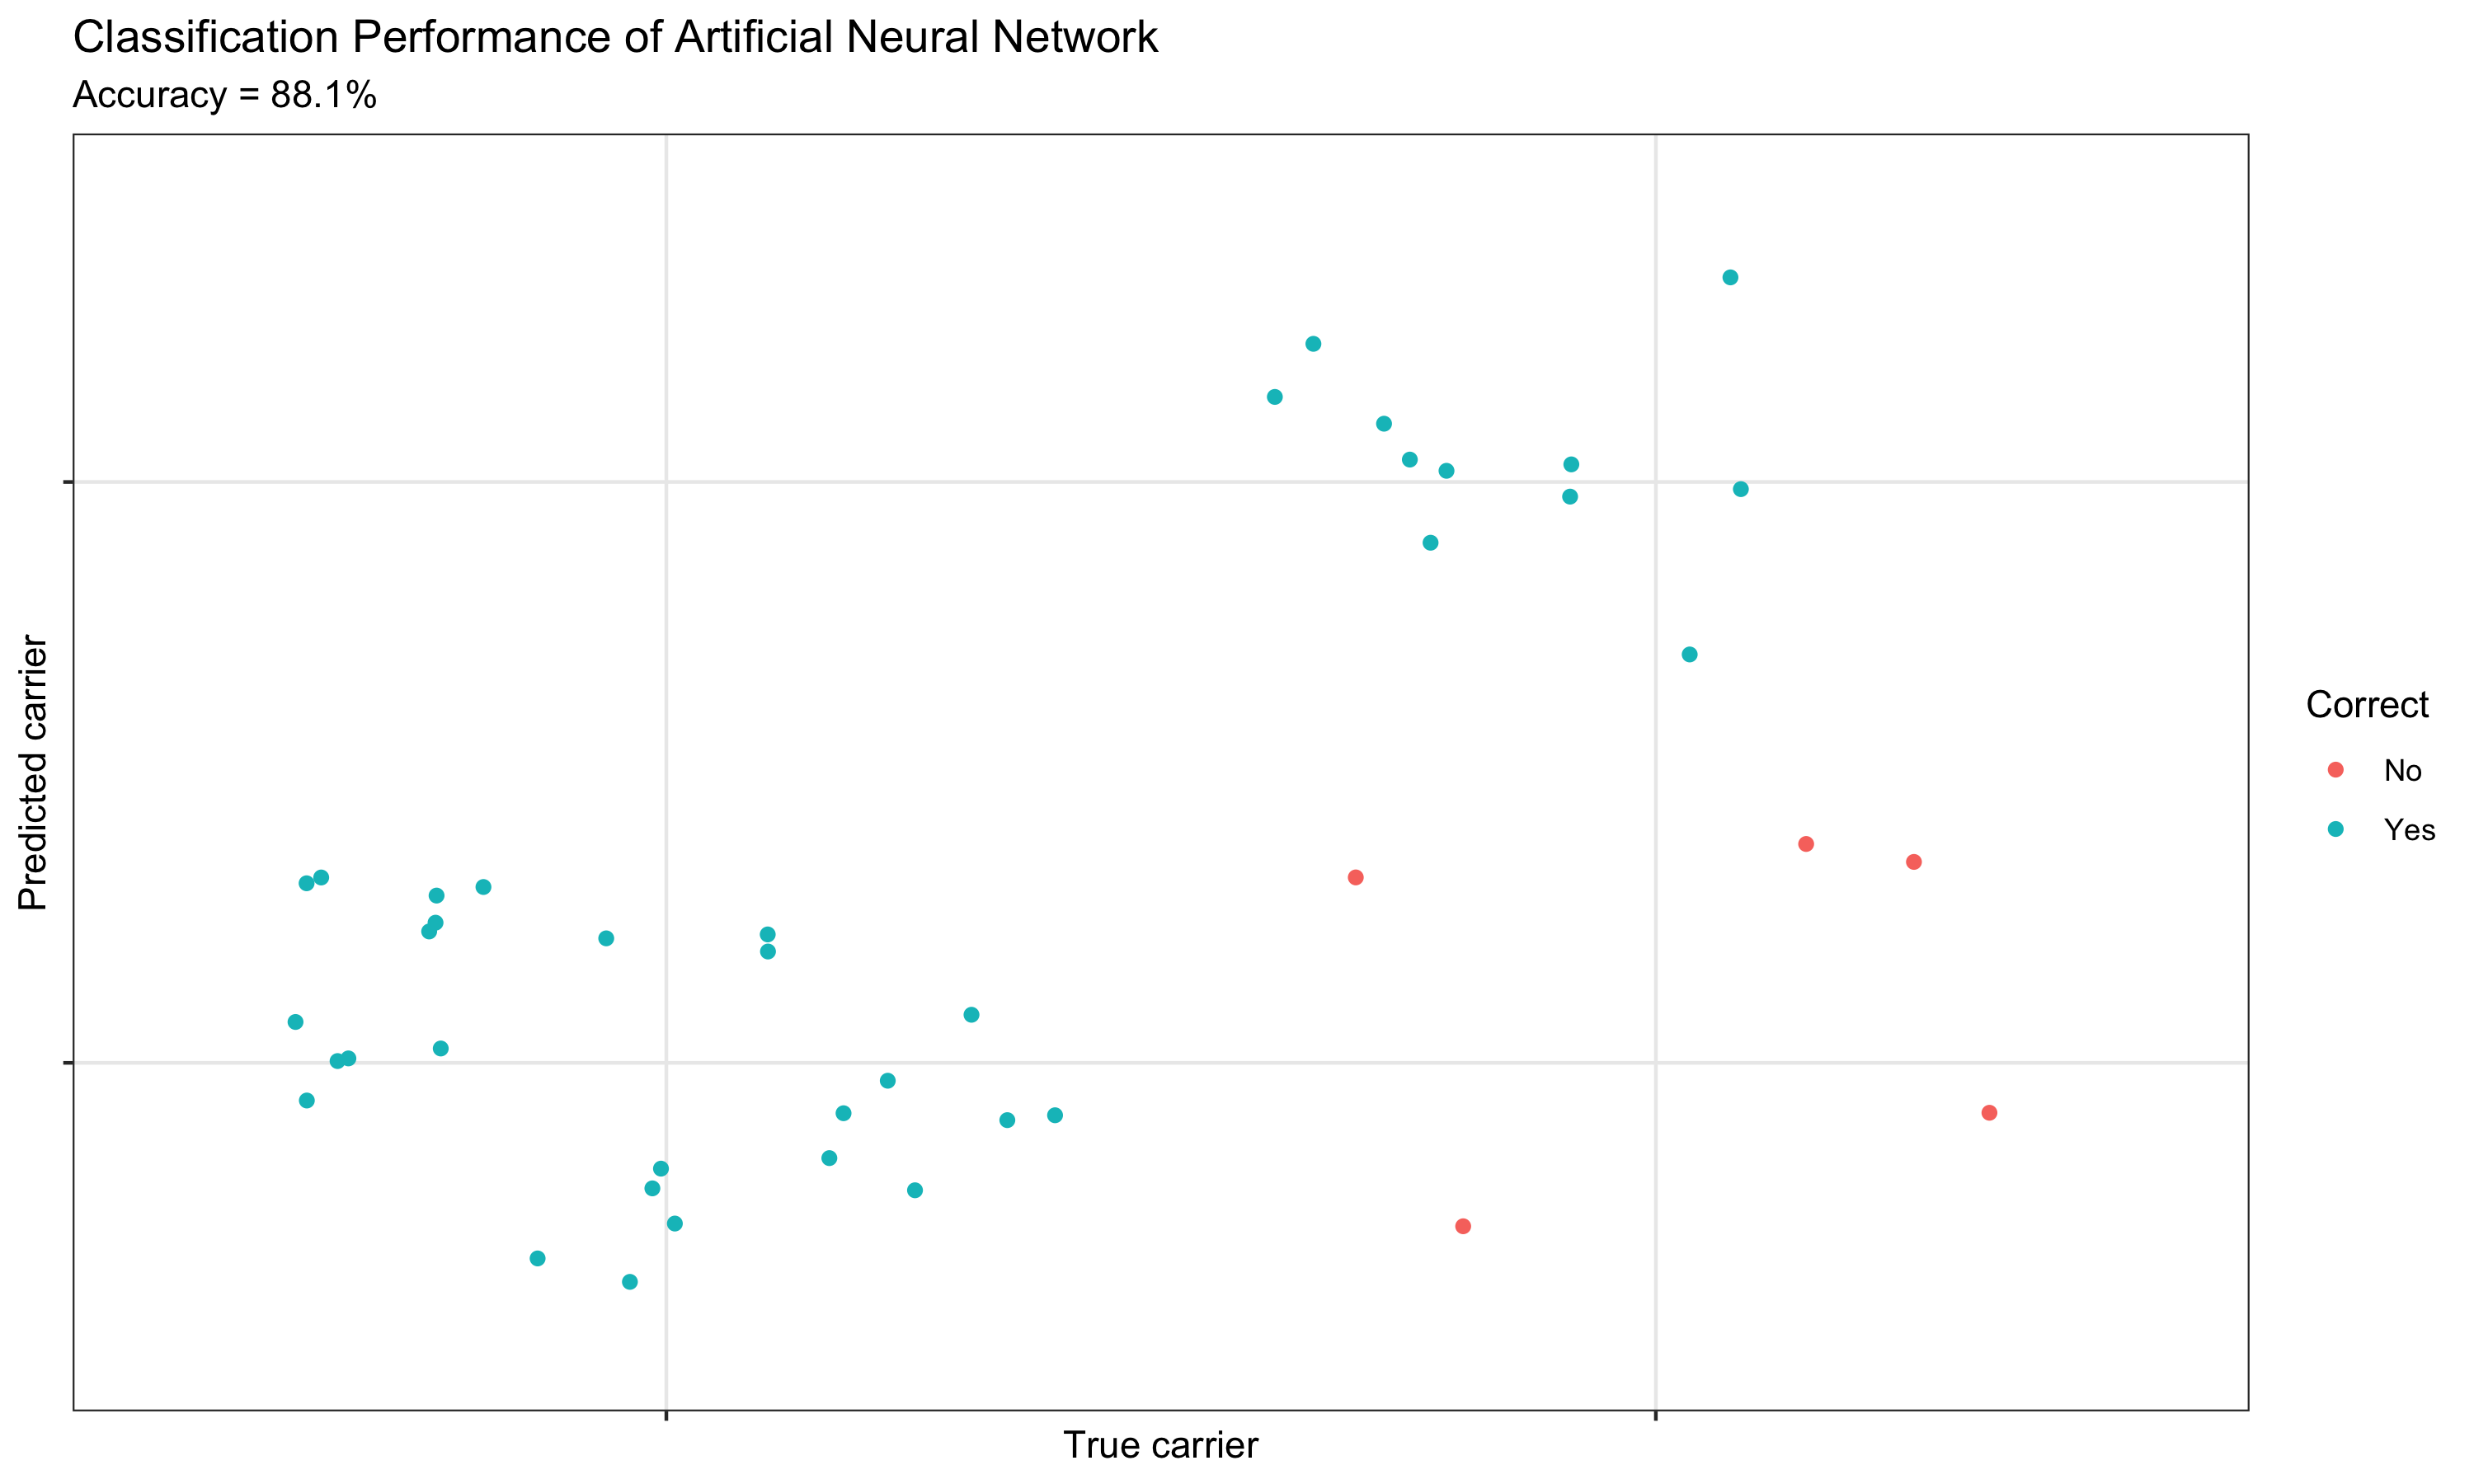 Classification Performance of Artificial Neural Network
Accuracy = 88.1%
Predicted carrier
True carrier
Correct
No
Yes